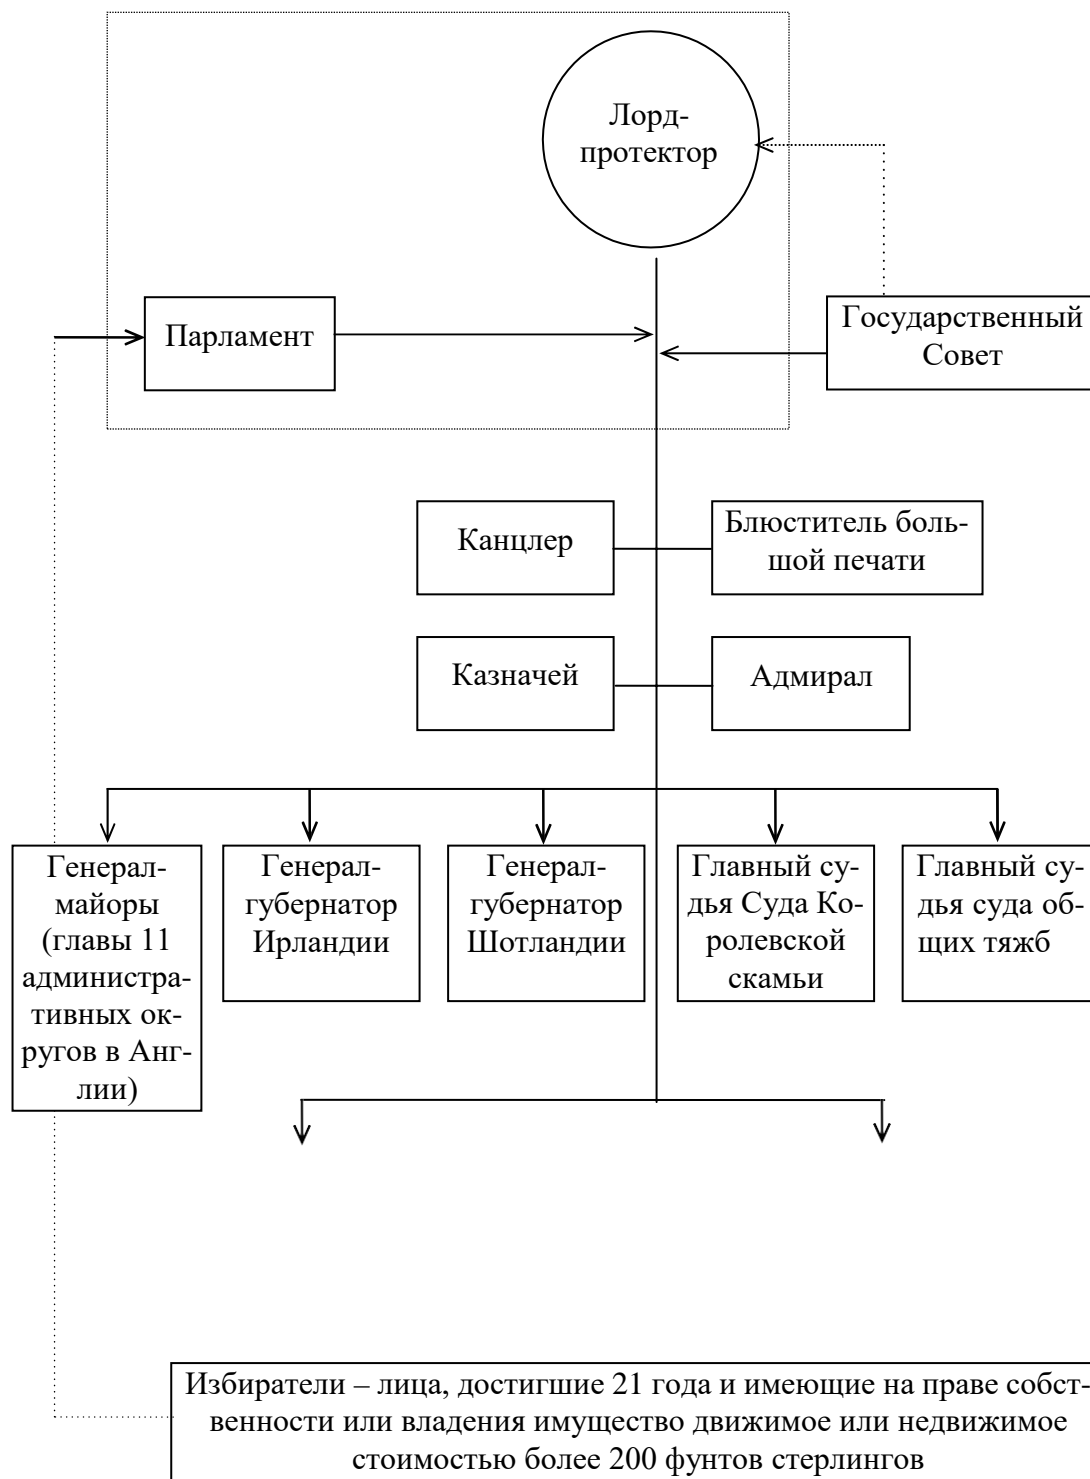 Лорд-
протектор
Парламент
Государственный
Совет
Канцлер
Блюститель боль-
шой печати
Казначей
Адмирал
Генерал-
майоры
(главы 11
администра-
тивных ок-
ругов в Анг-
лии)
Генерал-
губернатор
Ирландии
Генерал-
губернатор
Шотландии
Главный су-
дья Суда Ко-
ролевской
скамьи
Главный су-
дья суда об-
щих тяжб
Избиратели – лица, достигшие 21 года и имеющие на праве собст-
венности или владения имущество движимое или недвижимое
стоимостью более 200 фунтов стерлингов